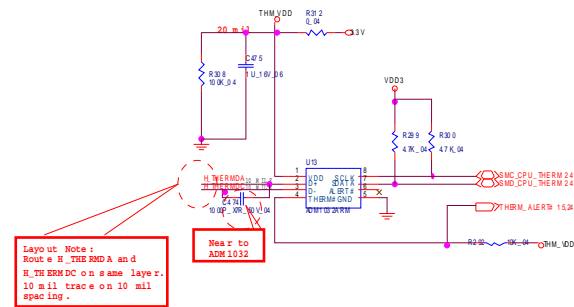 THM_VDD
R312
0_04
3.3V
20 mil
C475
1U_16V_06
R308
100K_04
VDD3
R299
4.7K_04
R300
4.7K_04
U13
1 VDD SCLK 8
2 D+ SDATA 7
3 D- ALERT# 6
4 THERM# GND 5
ADM1032ARM
H_THERMDA
H_THERMDC
C474
1000P_X7R_50V_04
SMC_CPU_THERM 24
SMD_CPU_THERM 24
THERM_ALERT# 15,24
R292
10K_04
THM_VDD
Layout Note:
Route H_THERMDA and
H_THERMDC on same layer.
10 mil trace on 10 mil
spacing.
Near to
ADM1032